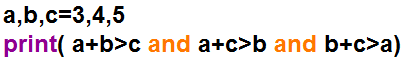 a,b,c=3,4,5
print( a+b>c and a+c>b and b+c>a)